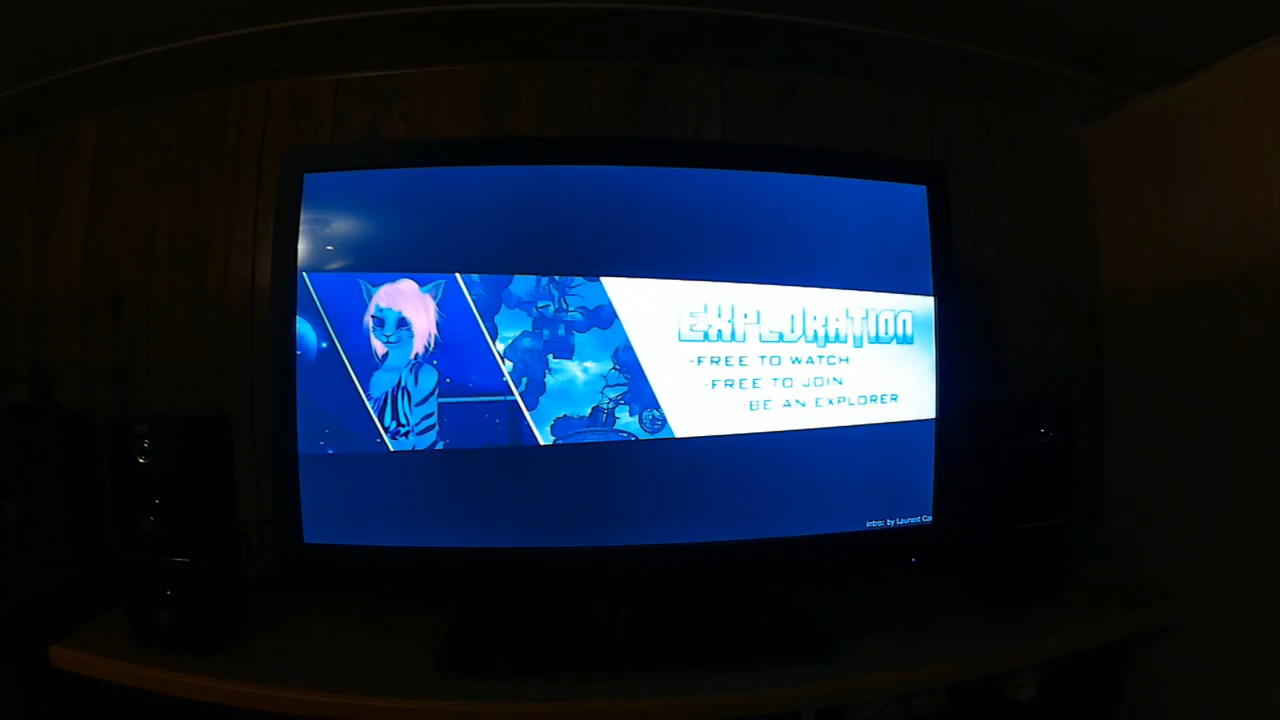 EXPLORATION
-FREE TO WATCH
-FREE TO JOIN
-BE AN EXPLORER
intro: by Laurent